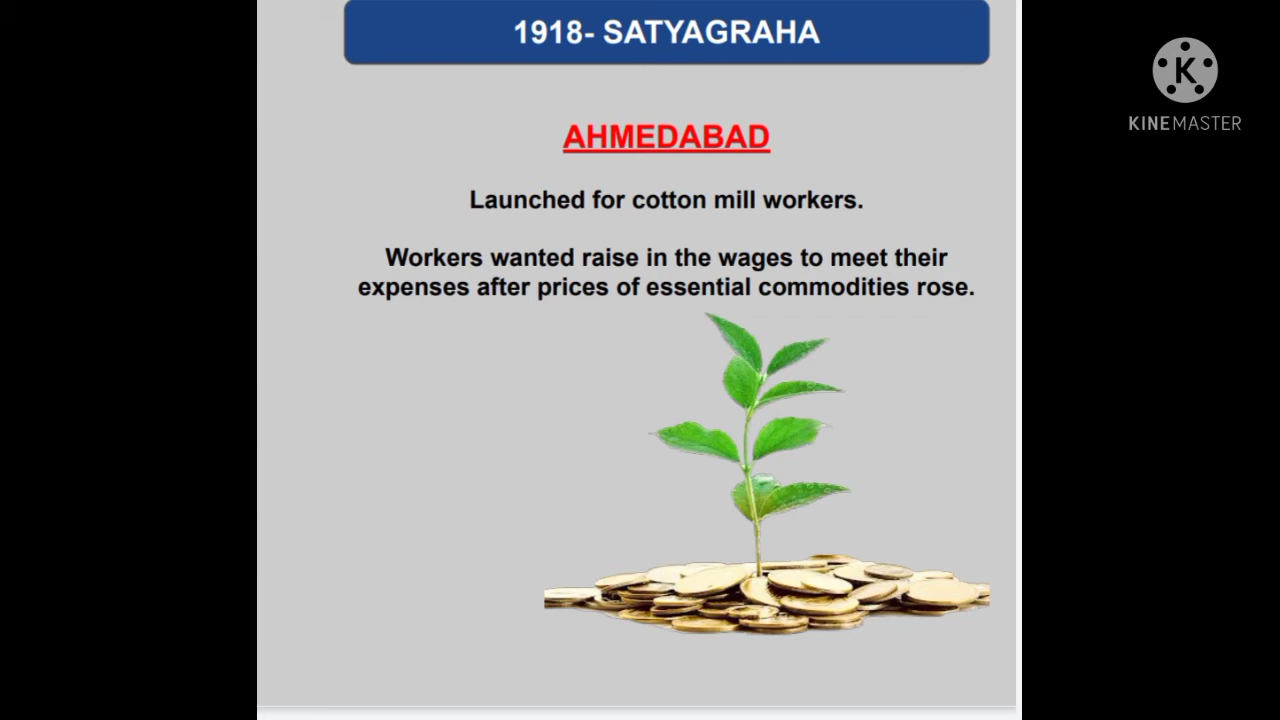 1918- SATYAGRAHA
K
KINEMASTER
AHMEDABAD
Launched for cotton mill workers.
Workers wanted raise in the wages to meet their
expenses after prices of essential commodities rose.